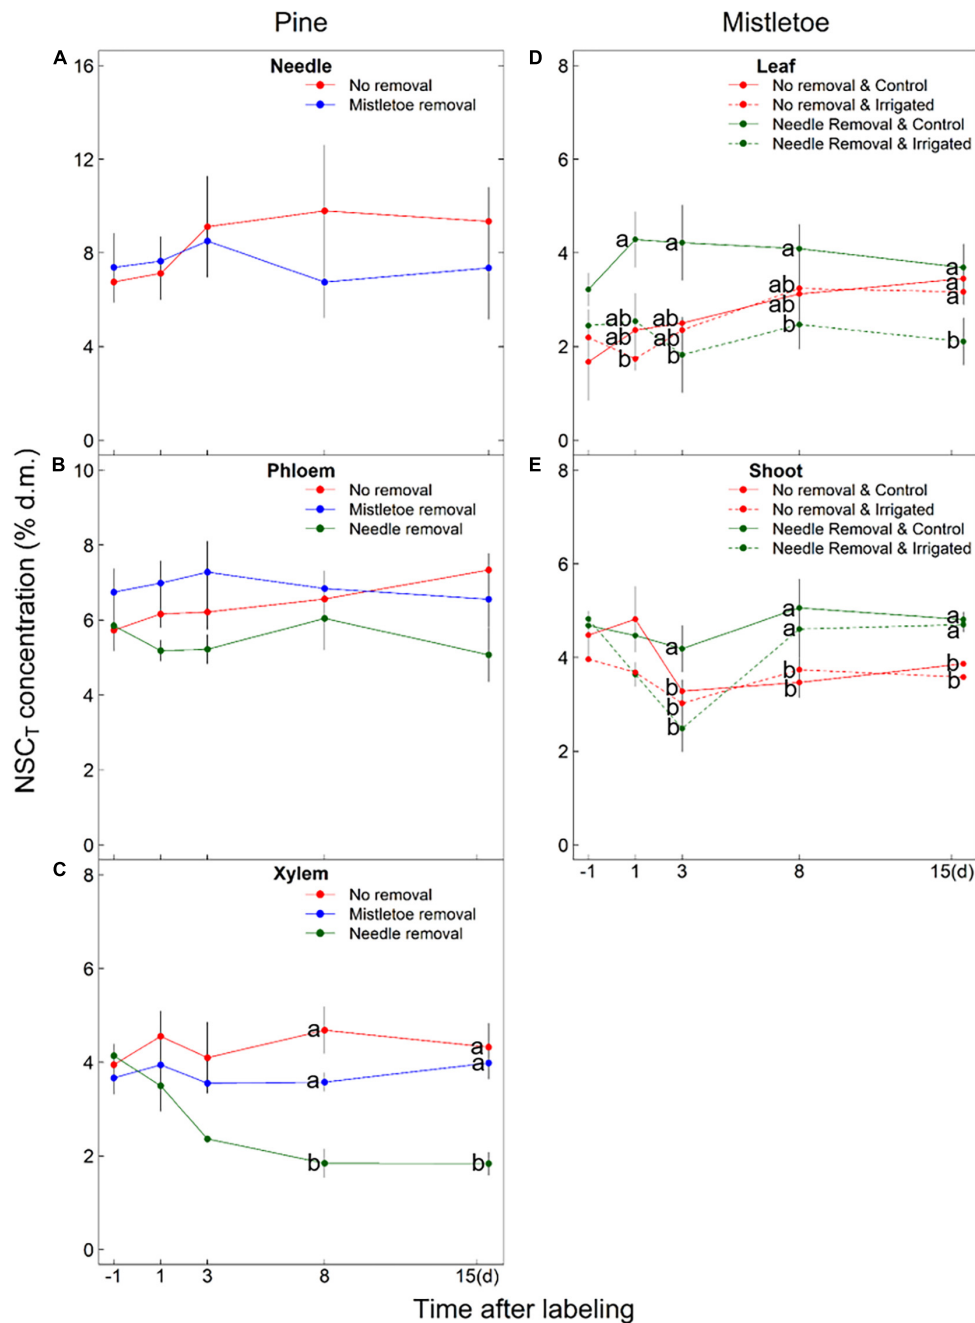 Pine
Mistletoe
NSCT concentration (% d.m.)
A
Needle
No removal
Mistletoe removal
16
12
8
4
0
B
Phloem
No removal
Mistletoe removal
Needle removal
10
8
6
4
2
0
C
Xylem
No removal
Mistletoe removal
Needle removal
8
6
4
2
0
a
a
b
a
a
b
-1 1 3 8 15(d)
D
Leaf
No removal & Control
No removal & Irrigated
Needle Removal & Control
Needle Removal & Irrigated
8
6
4
2
0
a a a a
ab ab ab a
ab ab ab a
b b b b
E
Shoot
No removal & Control
No removal & Irrigated
Needle Removal & Control
Needle Removal & Irrigated
8
6
4
2
0
a a a
b a a
b b b
b b b
-1 1 3 8 15(d)
Time after labeling